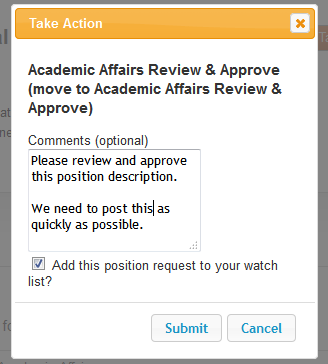 Take Action
Academic Affairs Review & Approve
(move to Academic Affairs Review &
Approve)
Comments (optional)
Please review and approve
this position description.
We need to post this as
quickly as possible.
Add this position request to your watch
list?
Submit Cancel